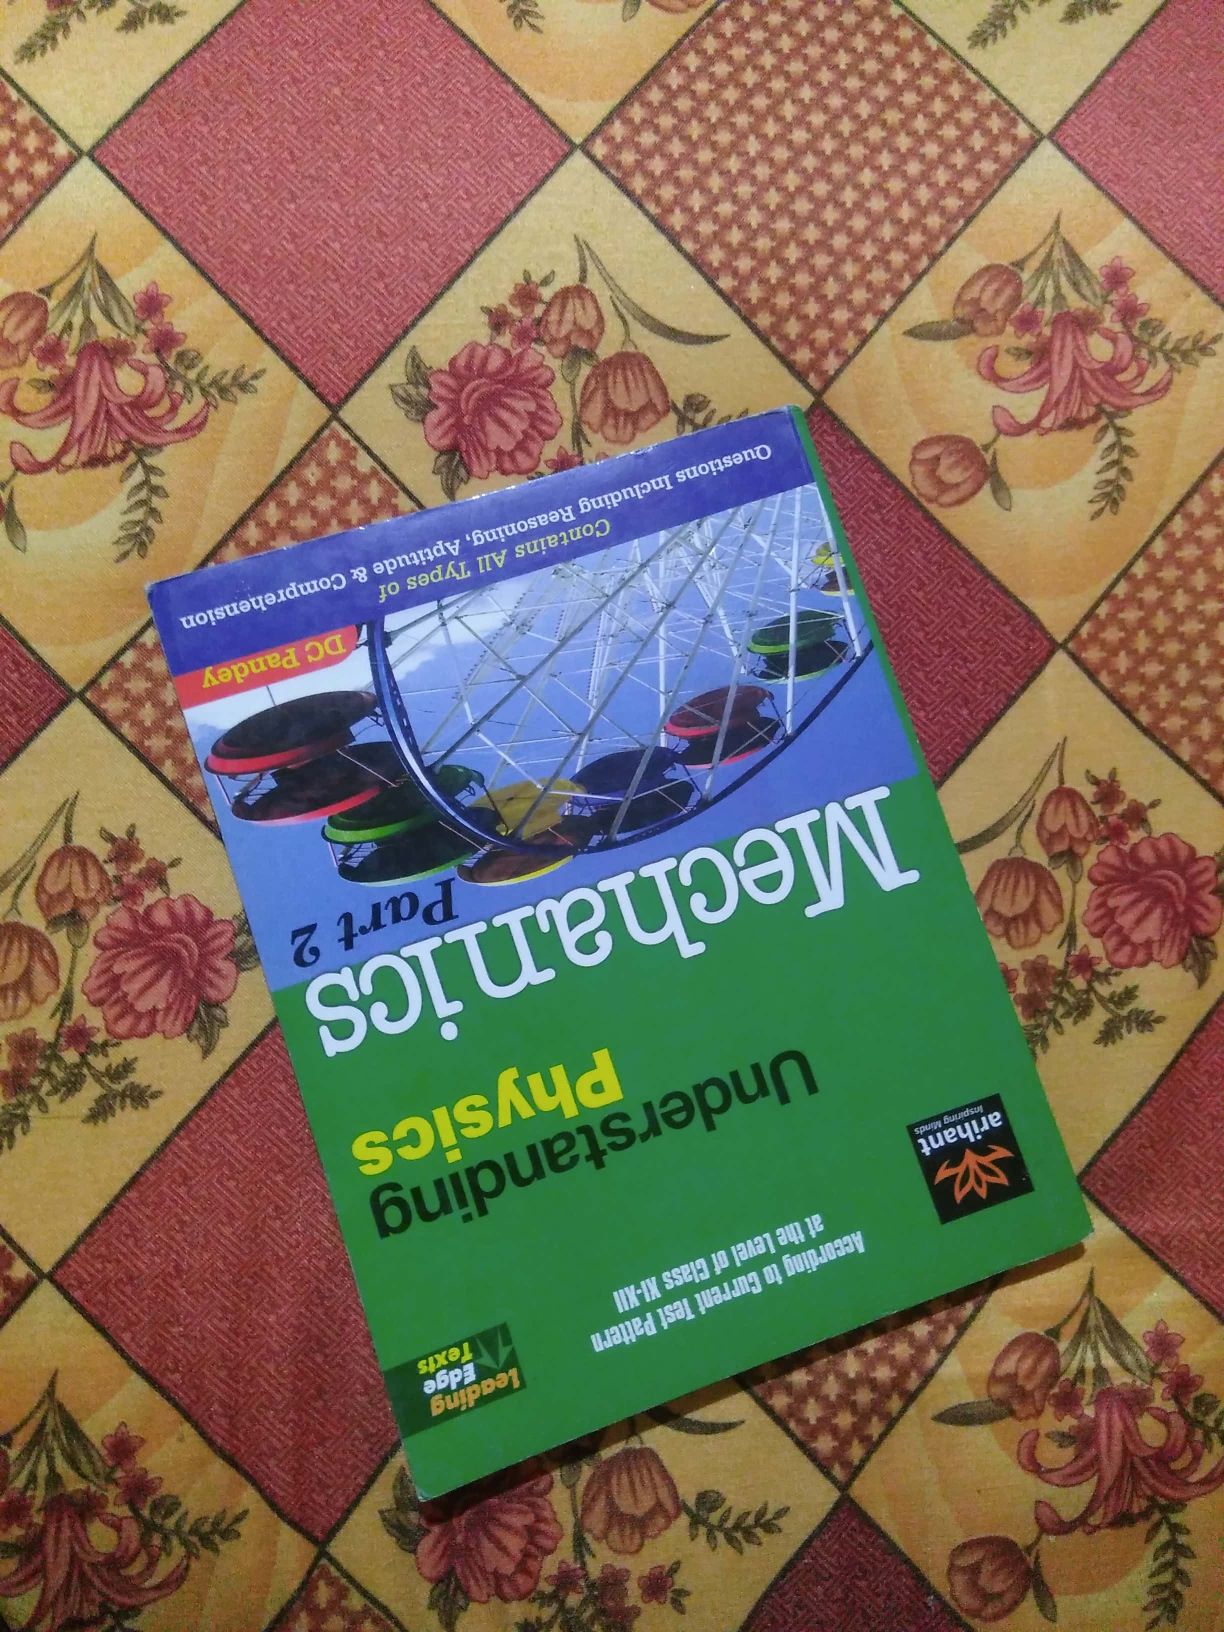 Leading
Edge
Texts
According to Current Test Pattern
at the Level of Class XI-XII
arihant
Inspiring Minds
Understanding
Physics
Mechanics
Part 2
DC Pandey
Contains All Types of
Questions Including Reasoning, Aptitude & Comprehension